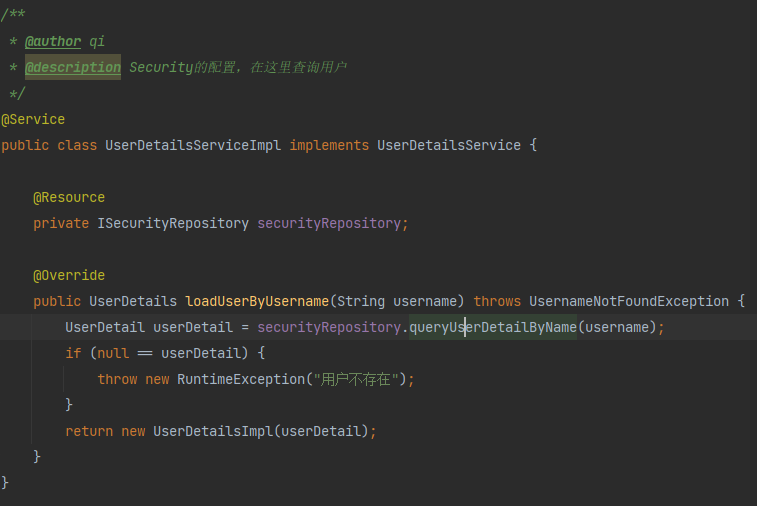 /**
 * @author qi
 * @description Security的配置，在这里查询用户
 */
@Service
public class UserDetailsServiceImpl implements UserDetailsService {
    @Resource
    private ISecurityRepository securityRepository;
    @Override
    public UserDetails loadUserByUsername(String username) throws UsernameNotFoundException {
        UserDetail userDetail = securityRepository.queryUserDetailByName(username);
        if (null == userDetail) {
            throw new RuntimeException("用户不存在");
        }
        return new UserDetailsImpl(userDetail);
    }
}